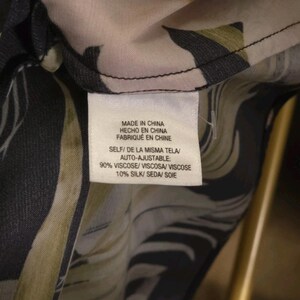 MADE IN CHINA
HECHO EN CHINA
FABRIQUÉ EN CHINE
SELF/ DE LA MISMA TELA/
AUTO-AJUSTABLE:
90% VISCOSE/ VISCOSA/ VISCOSE
10% SILK/ SEDA/ SOIE